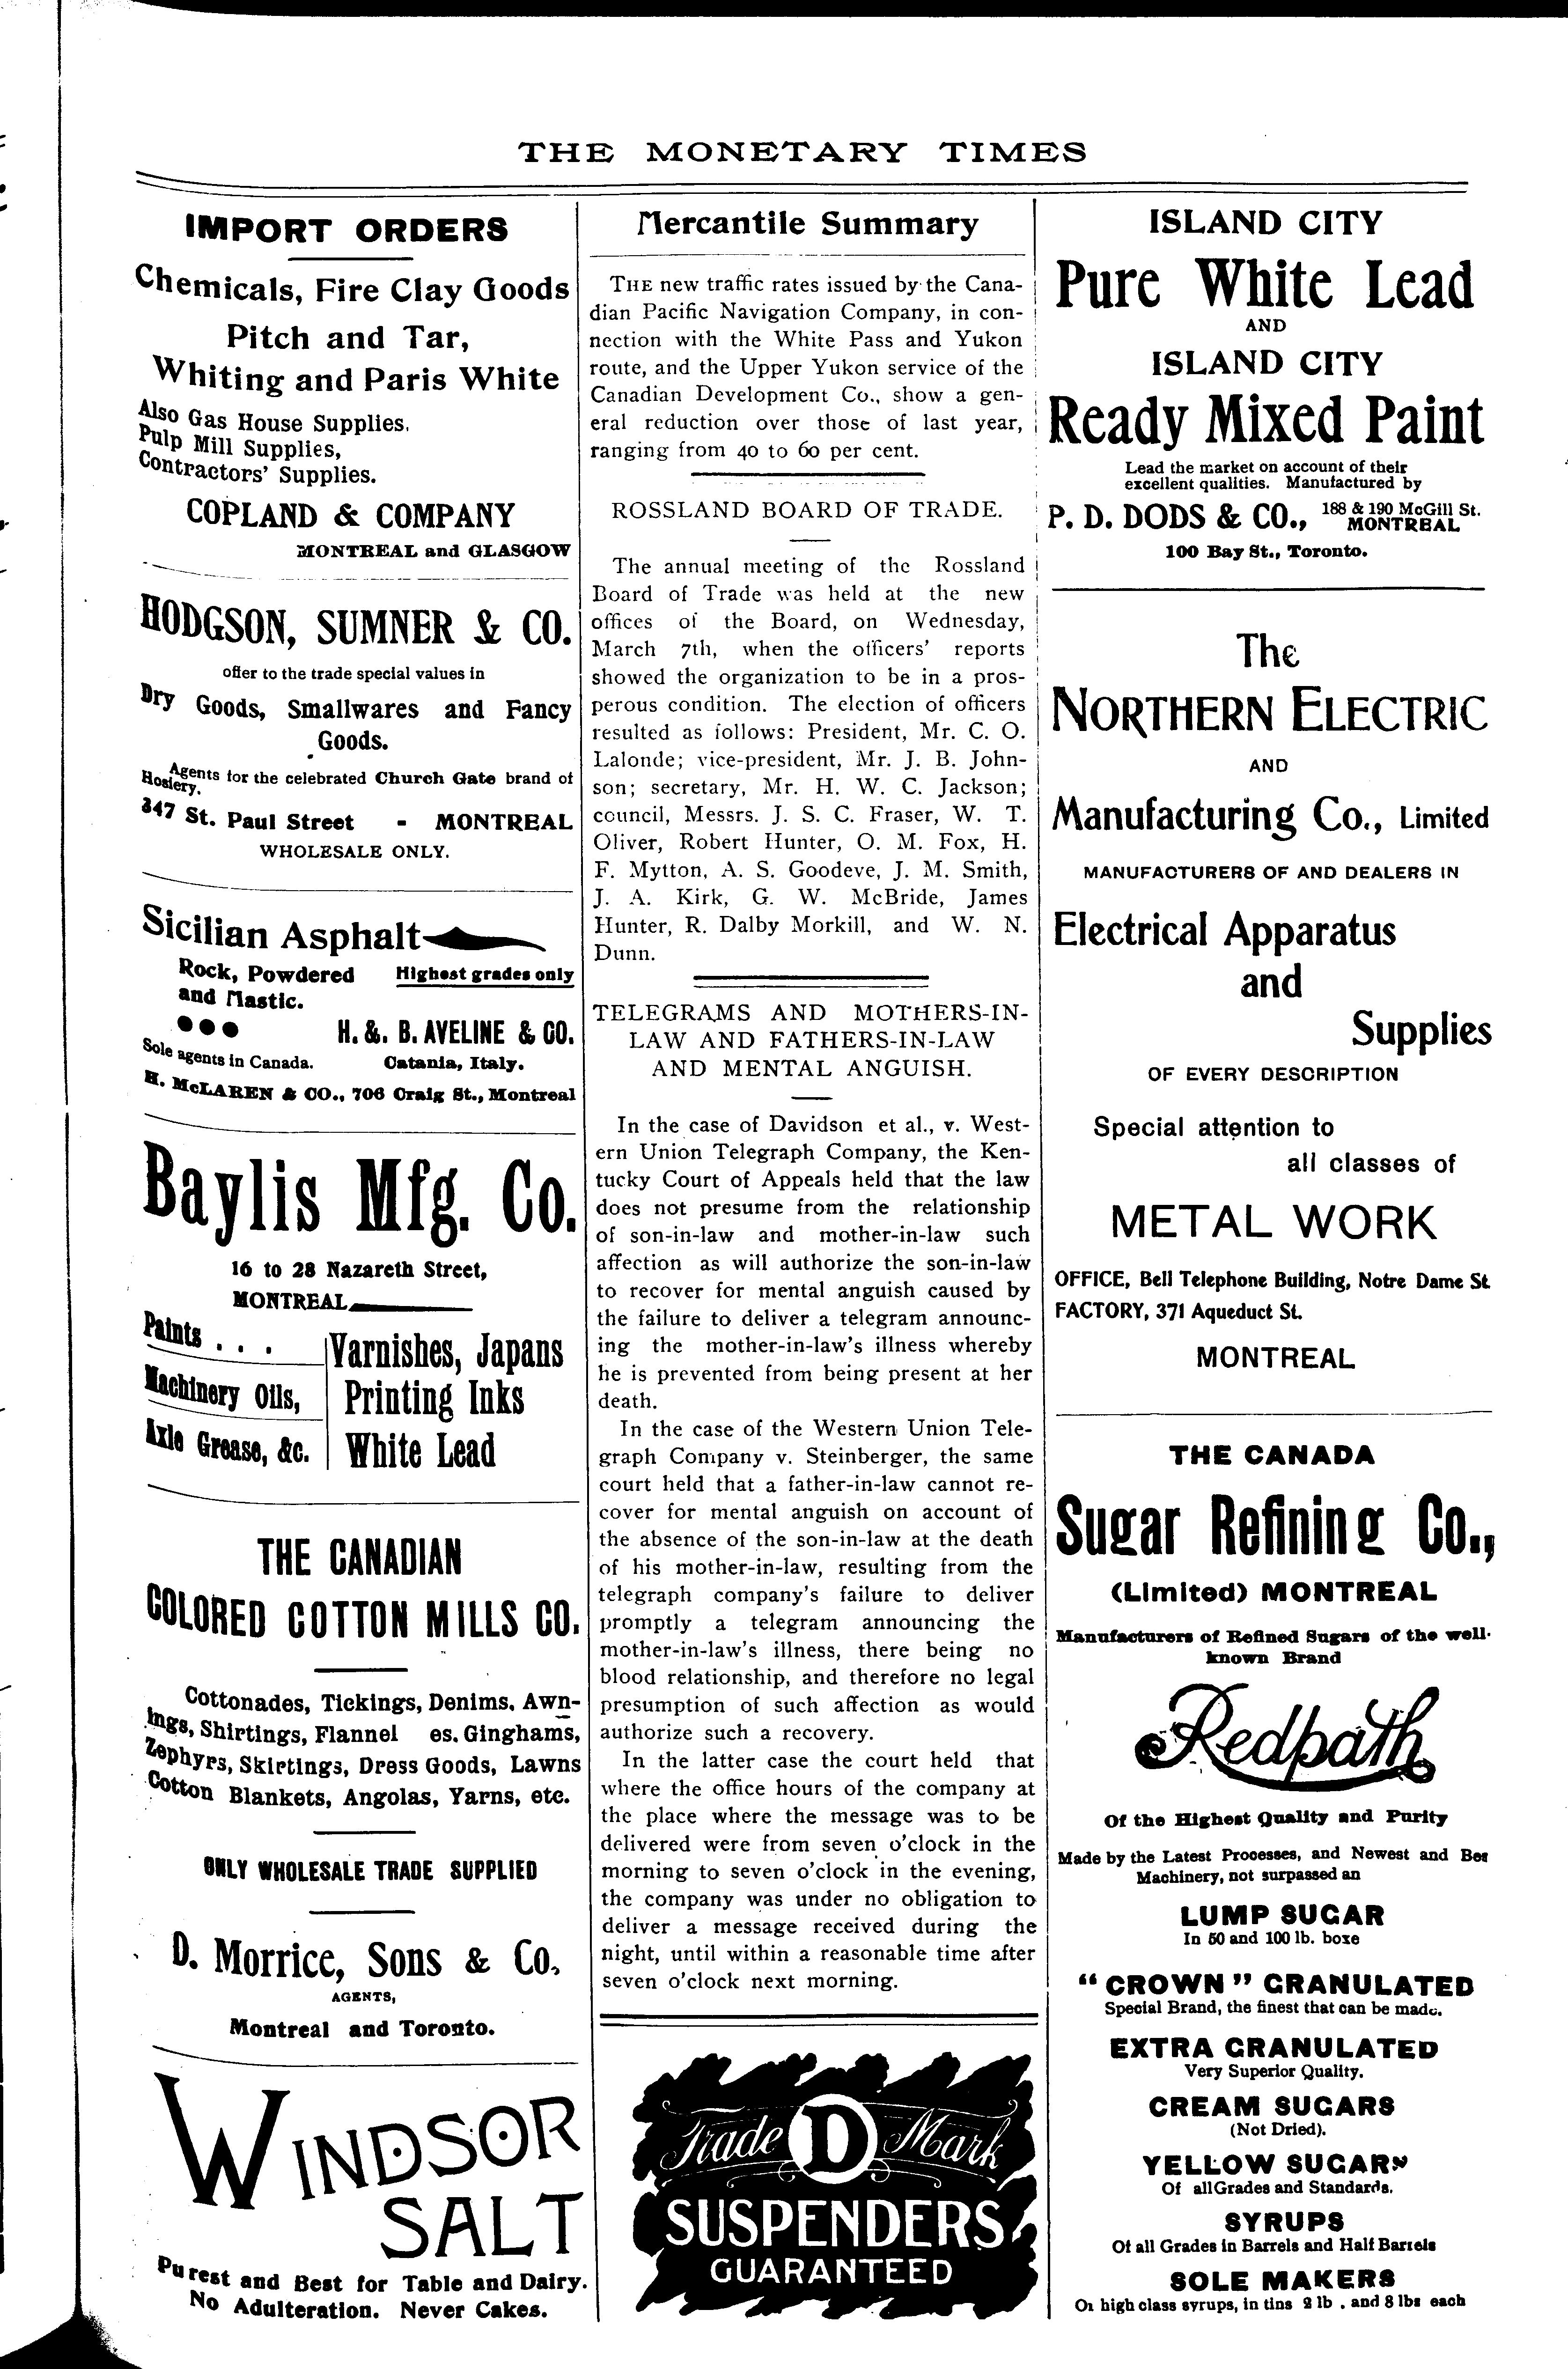 THE MONETARY TIMES
IMPORT ORDERS
Chemicals, Fire Clay Goods
Pitch and Tar,
Whiting and Paris White
Also Gas House Supplies.
Pulp Mill Supplies,
Contractors' Supplies.
COPLAND & COMPANY
MONTREAL and GLASGOW
HODGSON, SUMNER & CO.
offer to the trade special values in
Dry Goods, Smallwares and Fancy
Goods.
Agents for the celebrated Church Gate brand of
Hosiery.
347 St. Paul Street - MONTREAL
WHOLESALE ONLY.
Sicilian Asphalt
Rock, Powdered
and Mastic.
Highest grades only
H. &. B. AVELINE & CO.
Sole agents in Canada.
Catania, Italy.
H. McLAREN & CO., 706 Craig St., Montreal
Baylis Mfg. Co.
16 to 28 Nazareth Street,
MONTREAL
Paints . . .
Machinery Oils,
Axle Grease, &c.
Varnishes, Japans
Printing Inks
White Lead
THE CANADIAN
COLORED COTTON MILLS CO.
Cottonades, Tickings, Denims. Awn-
ings, Shirtings, Flannel es. Ginghams,
Zephyrs, Skirtings, Dress Goods, Lawns
Cotton Blankets, Angolas, Yarns, etc.
ONLY WHOLESALE TRADE SUPPLIED
D. Morrice, Sons & Co.,
AGENTS,
Montreal and Toronto.
WINDSOR
SALT
Purest and Best for Table and Dairy.
No Adulteration. Never Cakes.
Mercantile Summary
THE new traffic rates issued by the Cana-
dian Pacific Navigation Company, in con-
nection with the White Pass and Yukon
route, and the Upper Yukon service of the
Canadian Development Co., show a gen-
eral reduction over those of last year,
ranging from 40 to 60 per cent.
ROSSLAND BOARD OF TRADE.
The annual meeting of the Rossland
Board of Trade was held at the new
offices of the Board, on Wednesday,
March 7th, when the officers' reports
showed the organization to be in a pros-
perous condition. The election of officers
resulted as follows: President, Mr. C. O.
Lalonde; vice-president, Mr. J. B. John-
son; secretary, Mr. H. W. C. Jackson;
council, Messrs. J. S. C. Fraser, W. T.
Oliver, Robert Hunter, O. M. Fox, H.
F. Mytton, A. S. Goodeve, J. M. Smith,
J. A. Kirk, G. W. McBride, James
Hunter, R. Dalby Morkill, and W. N.
Dunn.
TELEGRAMS AND MOTHERS-IN-
LAW AND FATHERS-IN-LAW
AND MENTAL ANGUISH.
In the case of Davidson et al., v. West-
ern Union Telegraph Company, the Ken-
tucky Court of Appeals held that the law
does not presume from the relationship
of son-in-law and mother-in-law such
affection as will authorize the son-in-law
to recover for mental anguish caused by
the failure to deliver a telegram announc-
ing the mother-in-law's illness whereby
he is prevented from being present at her
death.
In the case of the Western Union Tele-
graph Company v. Steinberger, the same
court held that a father-in-law cannot re-
cover for mental anguish on account of
the absence of the son-in-law at the death
of his mother-in-law, resulting from the
telegraph company's failure to deliver
promptly a telegram announcing the
mother-in-law's illness, there being no
blood relationship, and therefore no legal
presumption of such affection as would
authorize such a recovery.
In the latter case the court held that
where the office hours of the company at
the place where the message was to be
delivered were from seven o'clock in the
morning to seven o'clock in the evening,
the company was under no obligation to
deliver a message received during the
night, until within a reasonable time after
seven o'clock next morning.
Trade D Mark
SUSPENDERS
GUARANTEED
ISLAND CITY
Pure White Lead
AND
ISLAND CITY
Ready Mixed Paint
Lead the market on account of their
excellent qualities. Manufactured by
P. D. DODS & CO., 188 & 190 McGill St.
MONTREAL
100 Bay St., Toronto.
The
NORTHERN ELECTRIC
AND
Manufacturing Co., Limited
MANUFACTURERS OF AND DEALERS IN
Electrical Apparatus
and
Supplies
OF EVERY DESCRIPTION
Special attention to
all classes of
METAL WORK
OFFICE, Bell Telephone Building, Notre Dame St.
FACTORY, 371 Aqueduct St.
MONTREAL
THE CANADA
Sugar Refining Co.,
(Limited) MONTREAL
Manufacturers of Refined Sugars of the well-
known Brand
Redpath
Of the Highest Quality and Purity
Made by the Latest Processes, and Newest and Bes
Machinery, not surpassed an
LUMP SUGAR
In 50 and 100 lb. boxe
"CROWN" GRANULATED
Special Brand, the finest that can be made.
EXTRA GRANULATED
Very Superior Quality.
CREAM SUGARS
(Not Dried).
YELLOW SUGARS
Of all Grades and Standards.
SYRUPS
Of all Grades in Barrels and Half Barrels
SOLE MAKERS
Of high class syrups, in tins 2 lb . and 8 lbs each